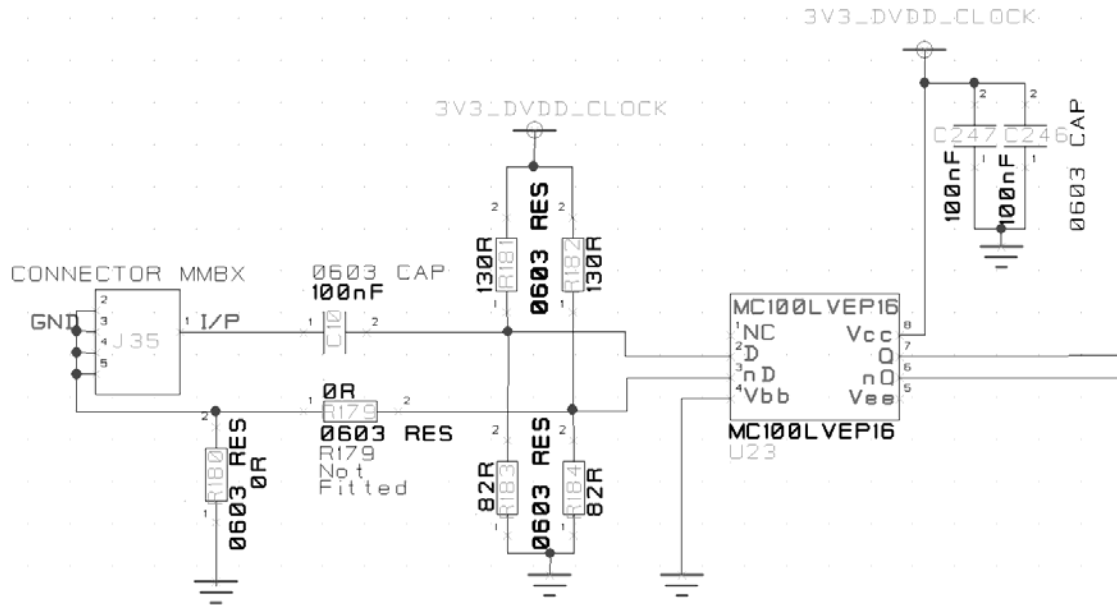 3V3_DVDD_CLOCK
3V3_DVDD_CLOCK
2
2
C247
C246
1
1
100nF
100nF
0603 CAP
2
2
130R
R181
0603 RES
R182
130R
1
1
CONNECTOR MMBX
0603 CAP
100nF
GND
2
3
4
5
J35
1
I/P
1
C10
2
MC100LVEP16
1
NC
Vcc
8
2
D
Q
7
3
nD
nQ
6
4
Vbb
Vee
5
MC100LVEP16
U23
0R
1
R179
2
0603 RES
R179
Not
Fitted
2
R180
0603 RES
0R
1
2
2
82R
R183
0603 RES
R184
82R
1
1